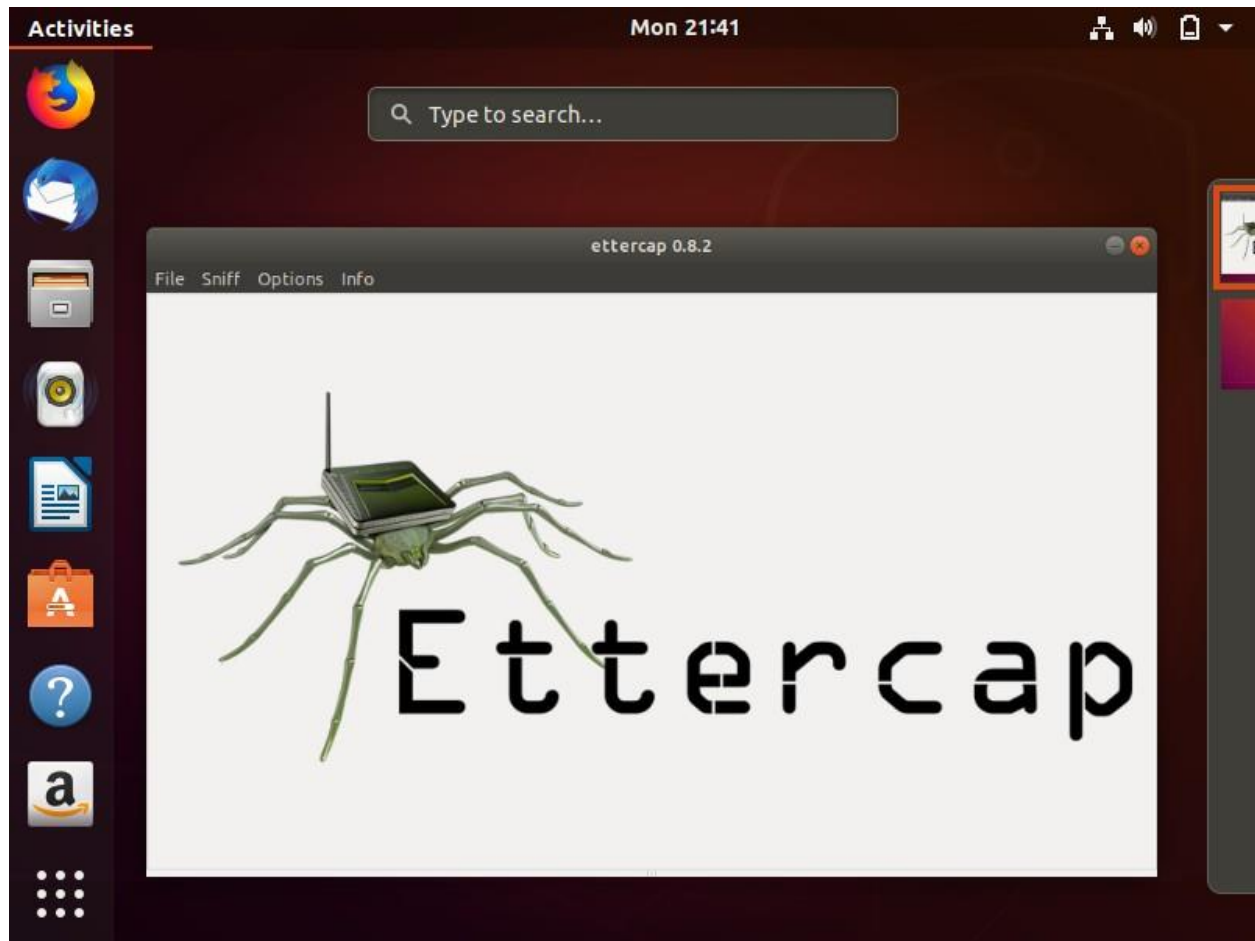 Activities
Mon 21:41
Type to search...
ettercap 0.8.2
File Sniff Options Info
Ettercap